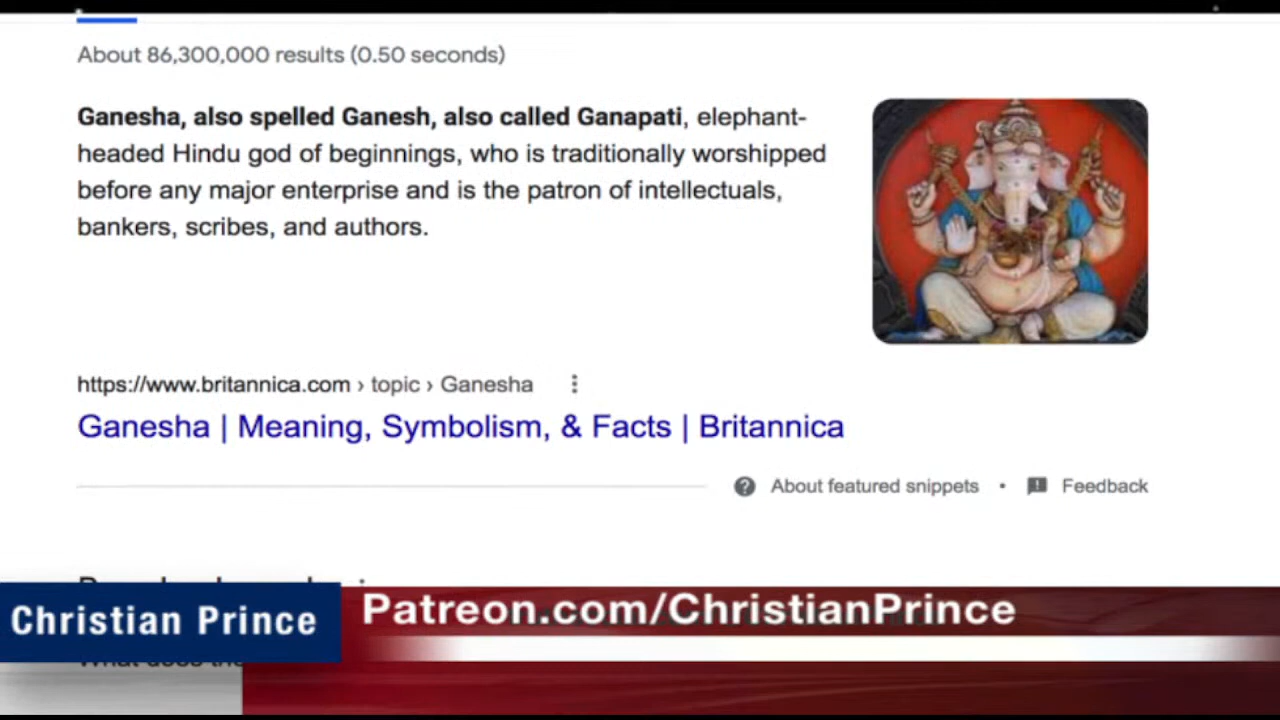 About 86,300,000 results (0.50 seconds)
Ganesha, also spelled Ganesh, also called Ganapati, elephant-
headed Hindu god of beginnings, who is traditionally worshipped
before any major enterprise and is the patron of intellectuals,
bankers, scribes, and authors.
https://www.britannica.com › topic › Ganesha
Ganesha | Meaning, Symbolism, & Facts | Britannica
About featured snippets • Feedback
Christian Prince
Patreon.com/ChristianPrince